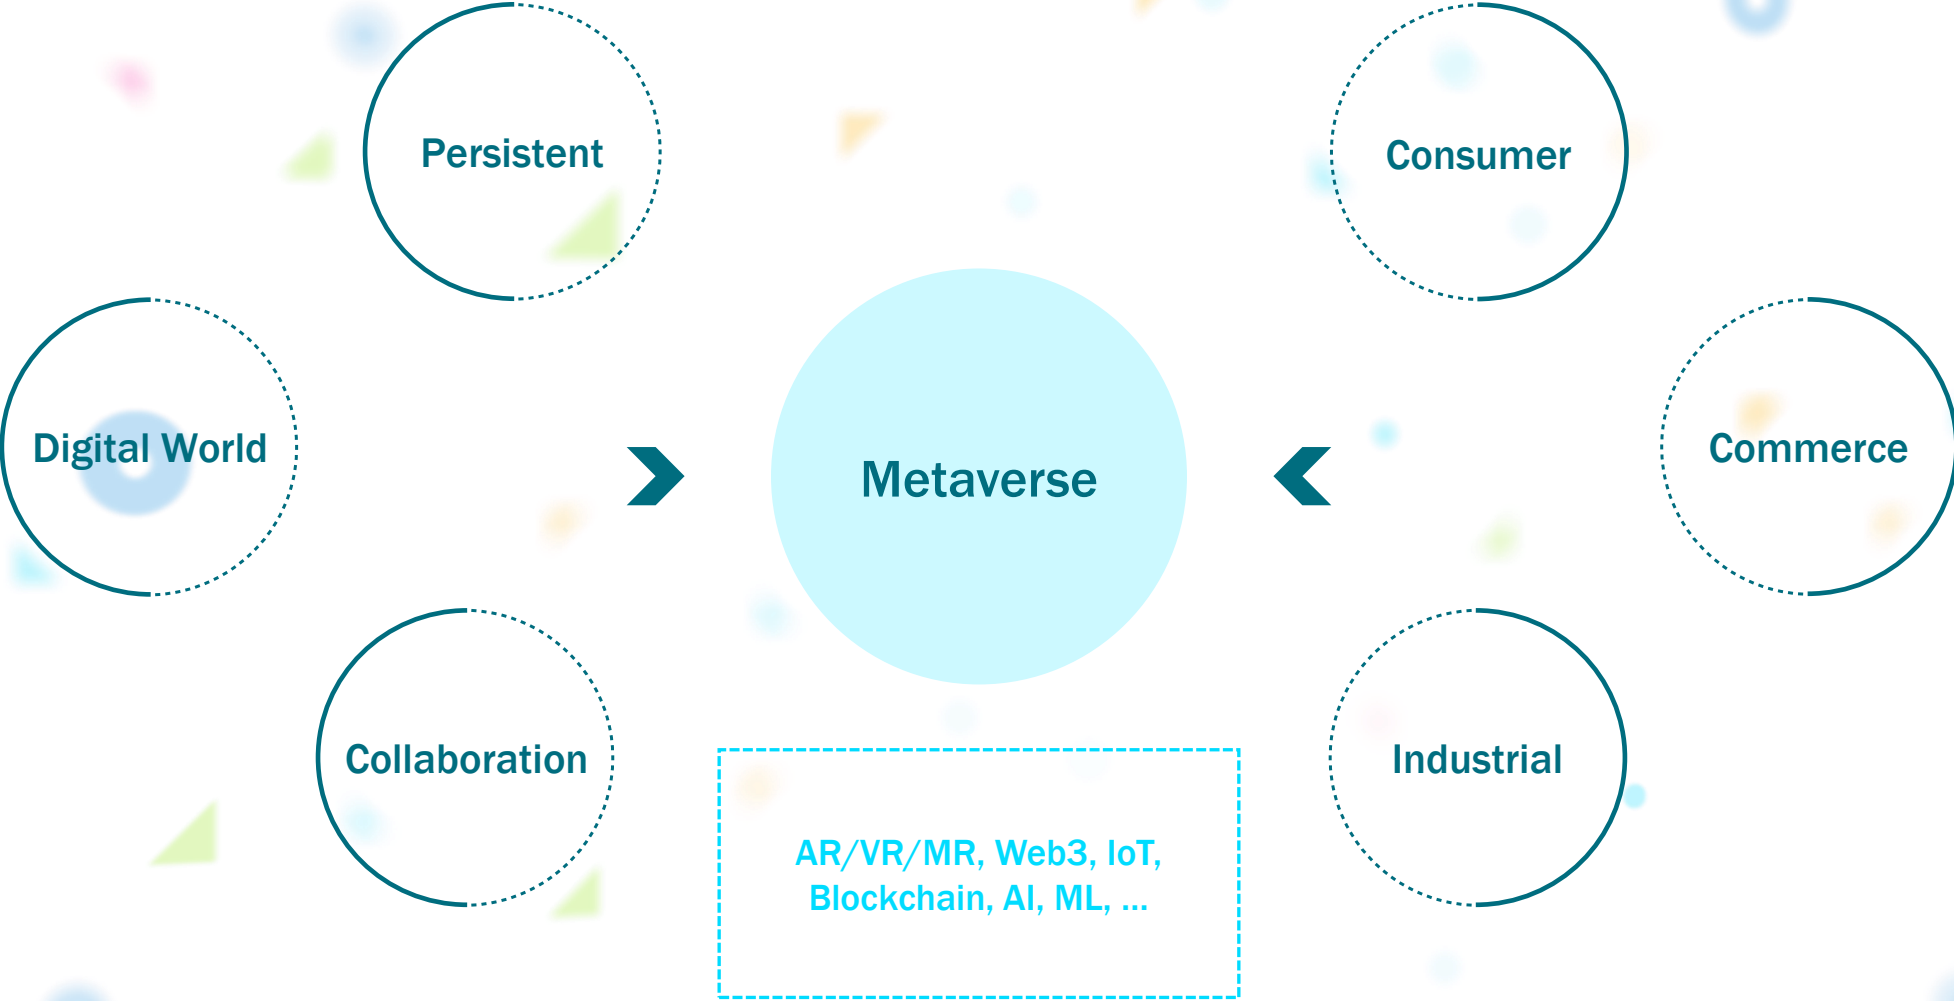 Persistent
Consumer
Digital World
Metaverse
Commerce
Collaboration
Industrial
AR/VR/MR, Web3, IoT,
Blockchain, AI, ML, ...